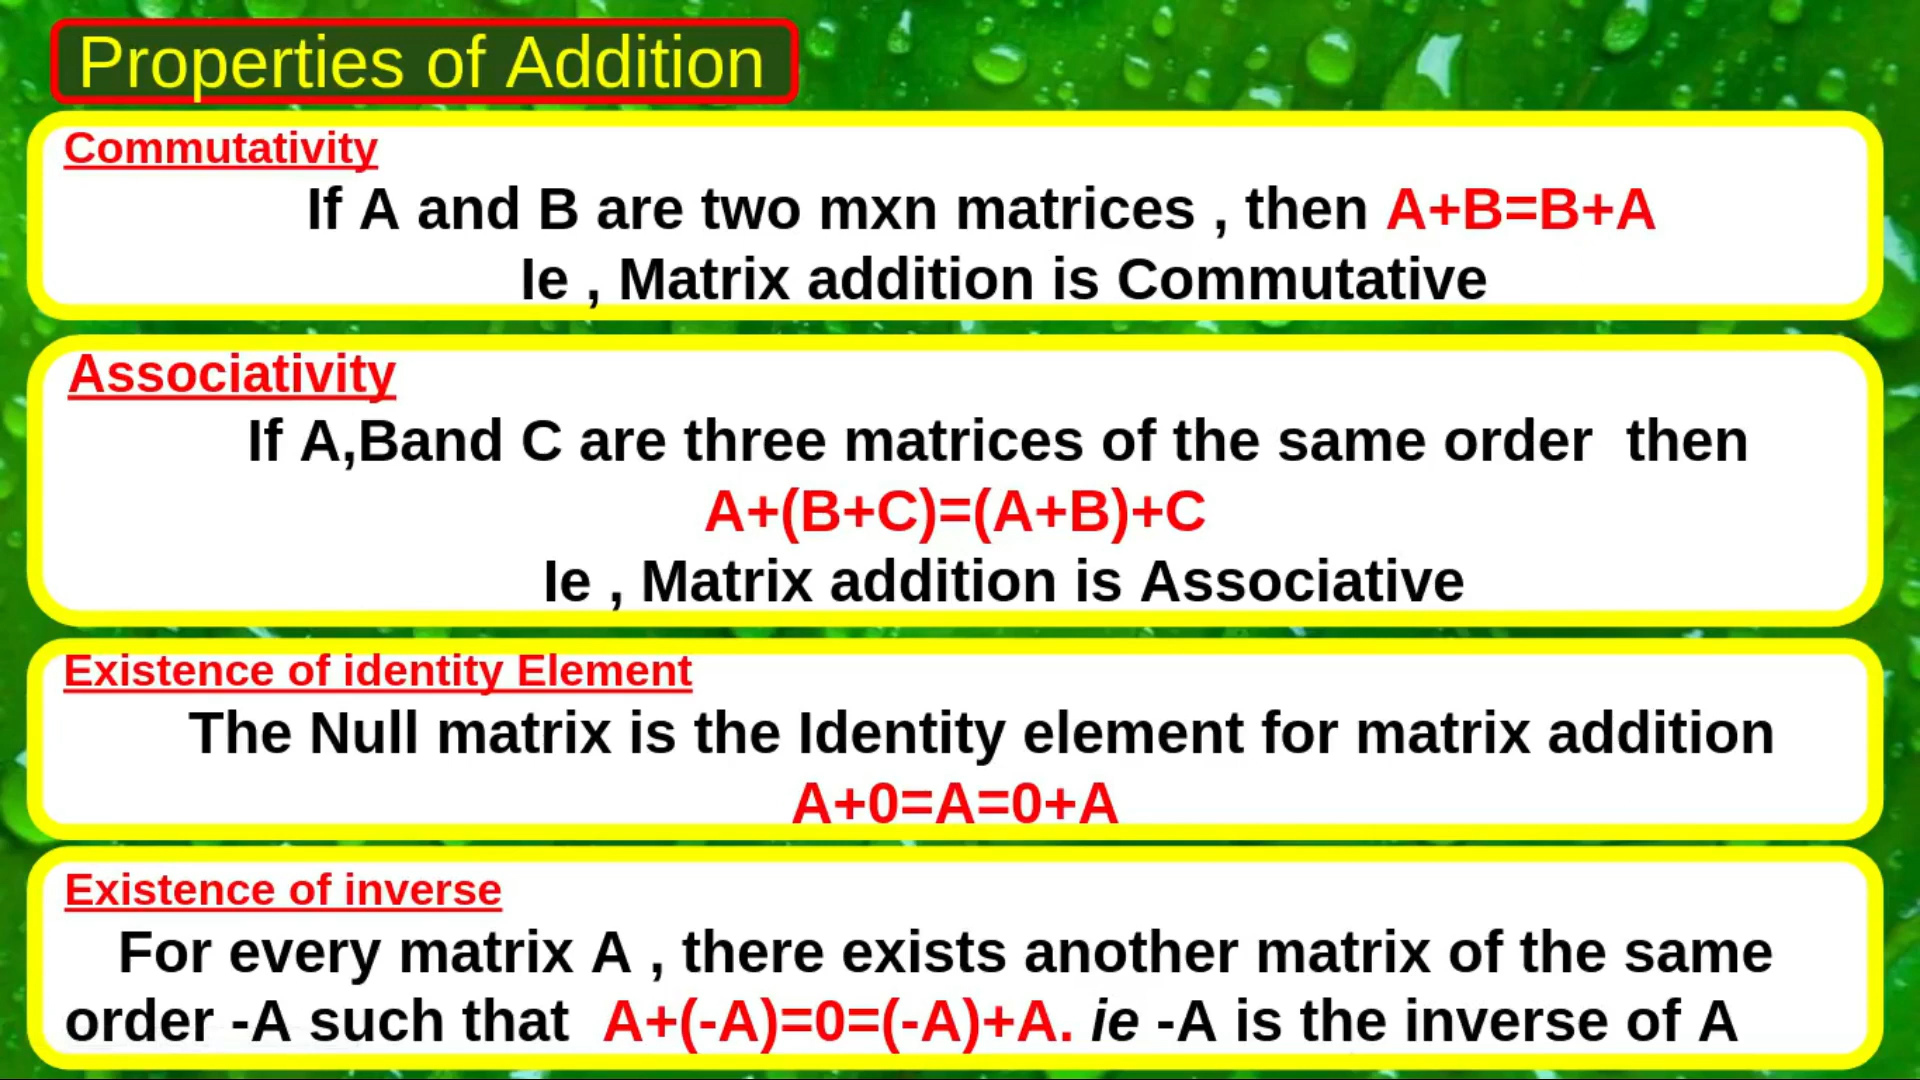 Properties of Addition
Commutativity
If A and B are two mxn matrices , then A+B=B+A
Ie , Matrix addition is Commutative
Associativity
If A,Band C are three matrices of the same order  then
A+(B+C)=(A+B)+C
Ie , Matrix addition is Associative
Existence of identity Element
The Null matrix is the Identity element for matrix addition
A+0=A=0+A
Existence of inverse
For every matrix A , there exists another matrix of the same
order -A such that  A+(-A)=0=(-A)+A. ie -A is the inverse of A